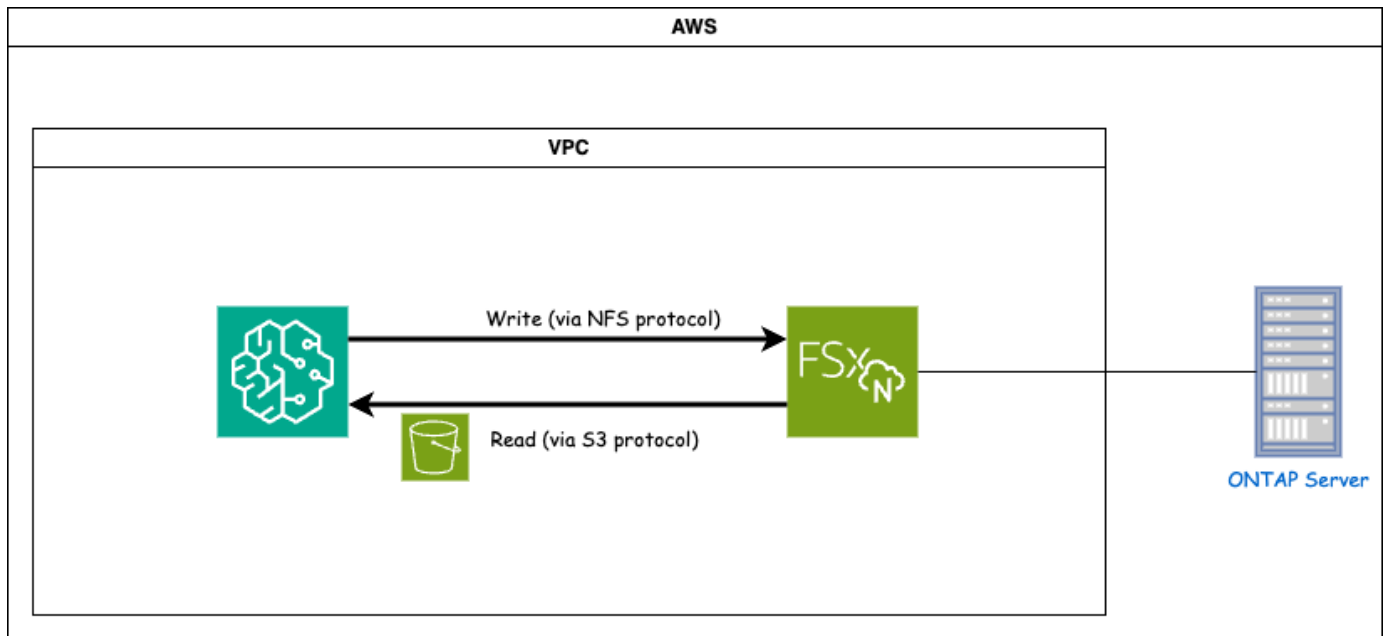 AWS
VPC
Write (via NFS protocol)
FSx
N
Read (via S3 protocol)
ONTAP Server